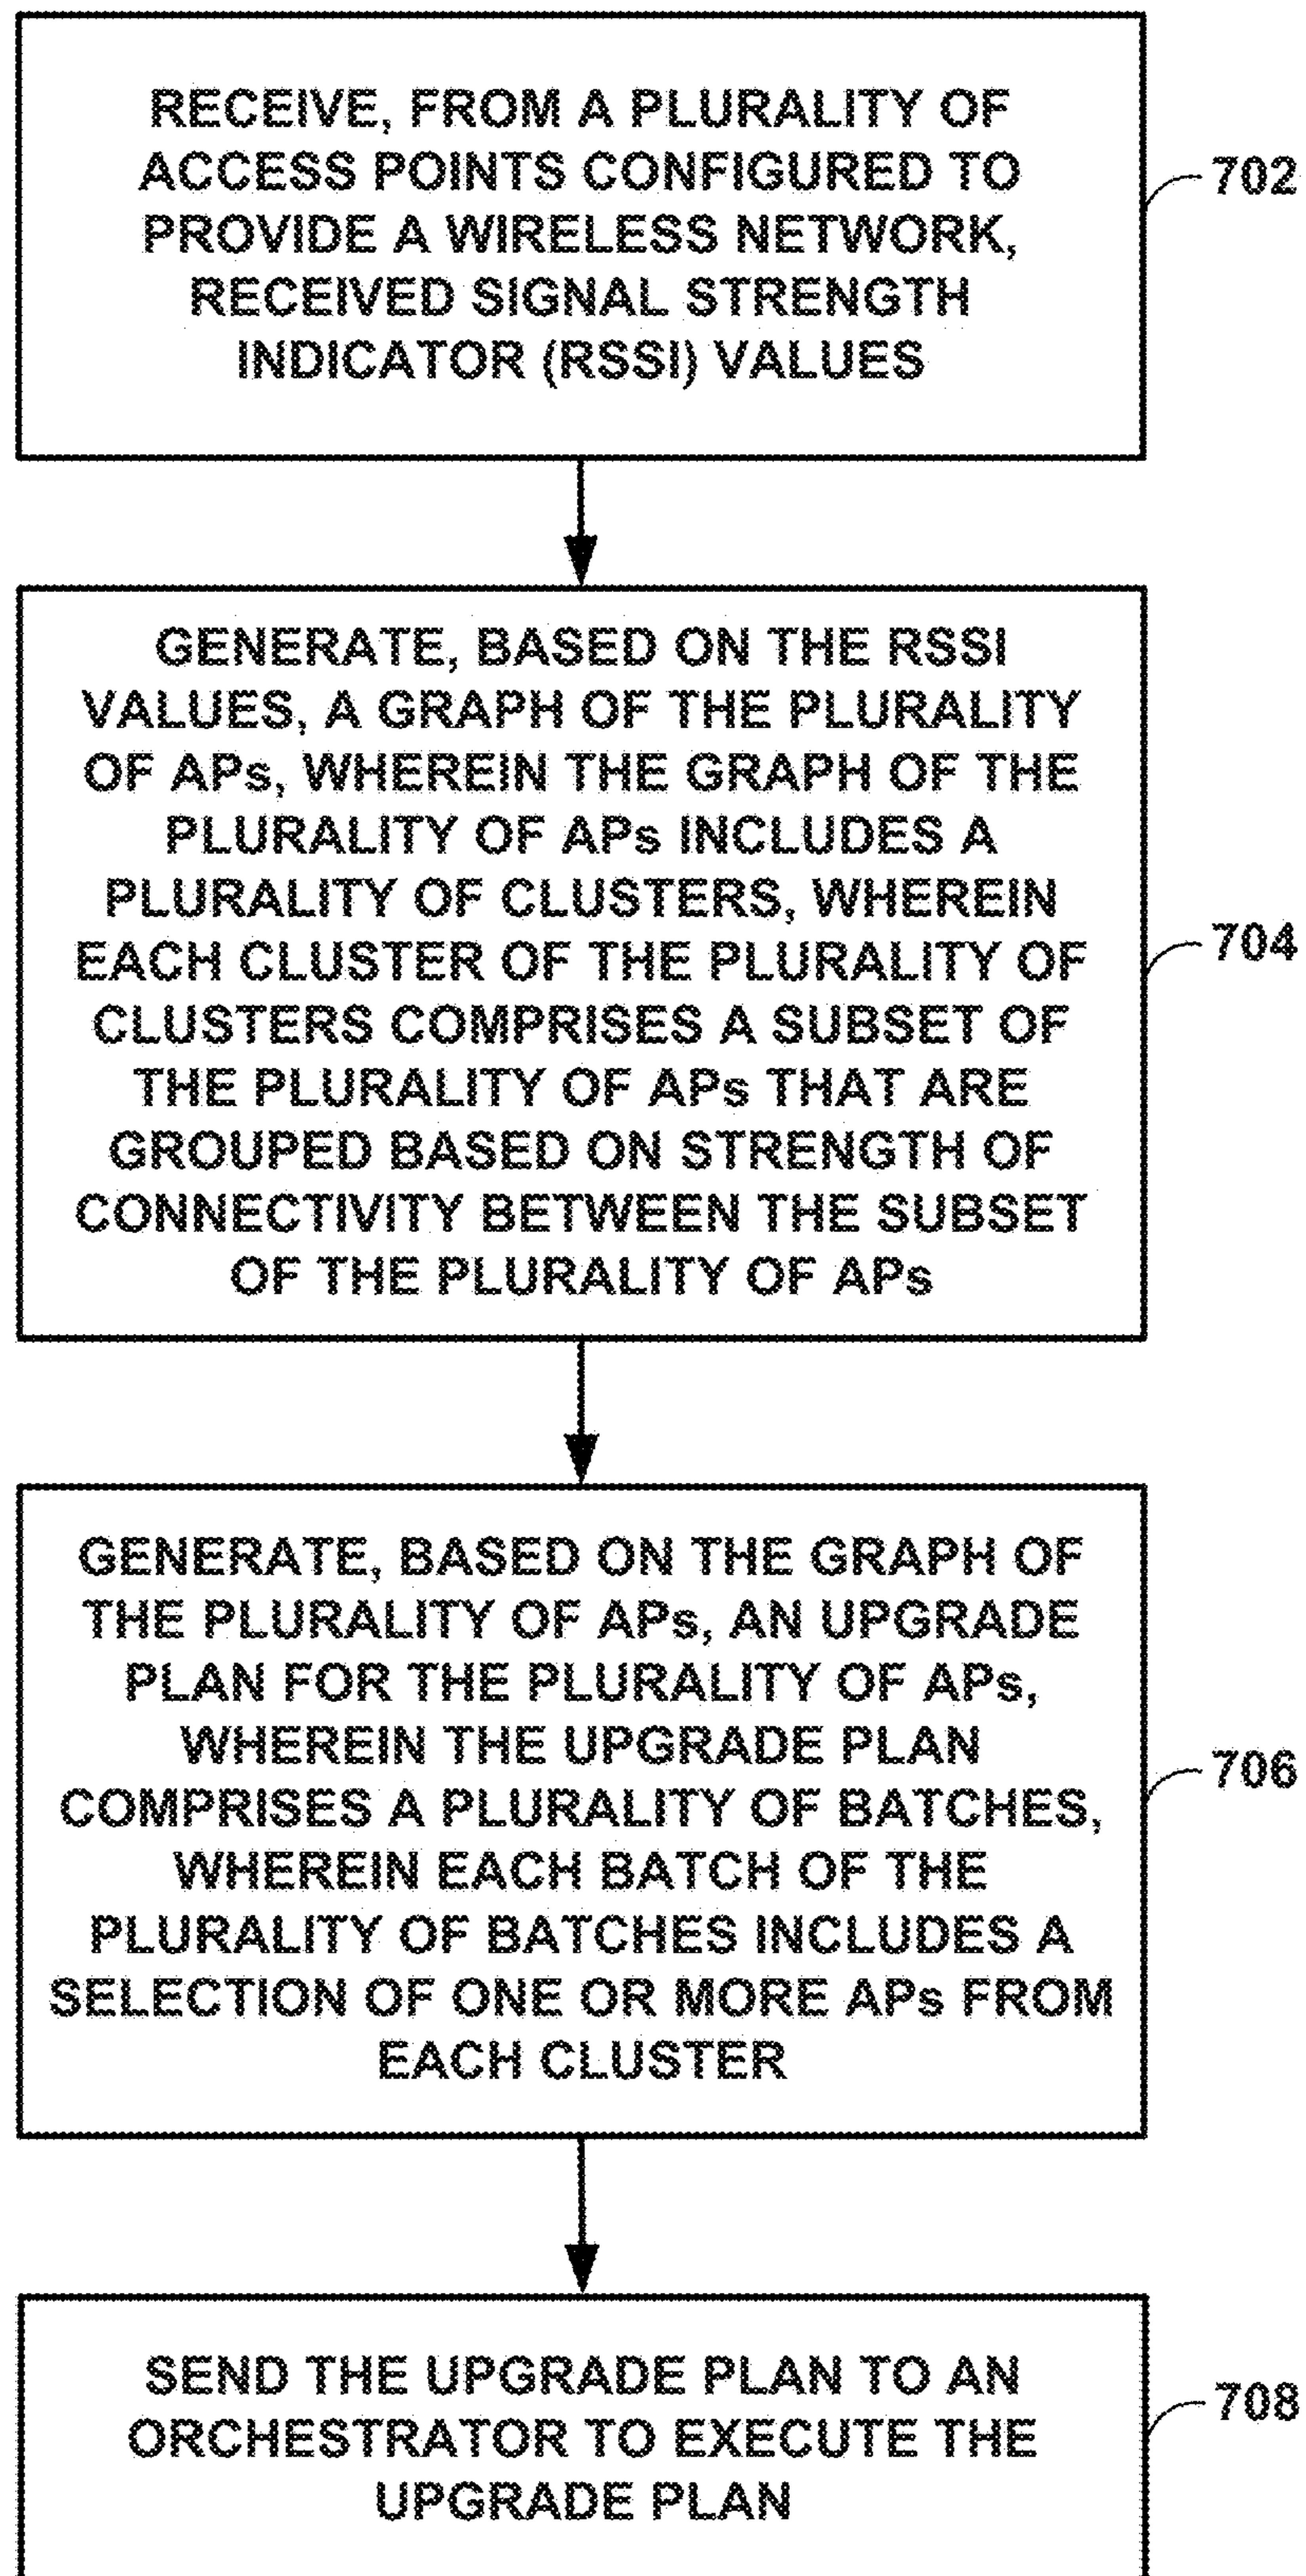 RECEIVE, FROM A PLURALITY OF
ACCESS POINTS CONFIGURED TO
PROVIDE A WIRELESS NETWORK,
RECEIVED SIGNAL STRENGTH
INDICATOR (RSSI) VALUES
702
GENERATE, BASED ON THE RSSI
VALUES, A GRAPH OF THE PLURALITY
OF APs, WHEREIN THE GRAPH OF THE
PLURALITY OF APs INCLUDES A
PLURALITY OF CLUSTERS, WHEREIN
EACH CLUSTER OF THE PLURALITY OF
CLUSTERS COMPRISES A SUBSET OF
THE PLURALITY OF APs THAT ARE
GROUPED BASED ON STRENGTH OF
CONNECTIVITY BETWEEN THE SUBSET
OF THE PLURALITY OF APs
704
GENERATE, BASED ON THE GRAPH OF
THE PLURALITY OF APs, AN UPGRADE
PLAN FOR THE PLURALITY OF APs,
WHEREIN THE UPGRADE PLAN
COMPRISES A PLURALITY OF BATCHES,
WHEREIN EACH BATCH OF THE
PLURALITY OF BATCHES INCLUDES A
SELECTION OF ONE OR MORE APs FROM
EACH CLUSTER
706
SEND THE UPGRADE PLAN TO AN
ORCHESTRATOR TO EXECUTE THE
UPGRADE PLAN
708